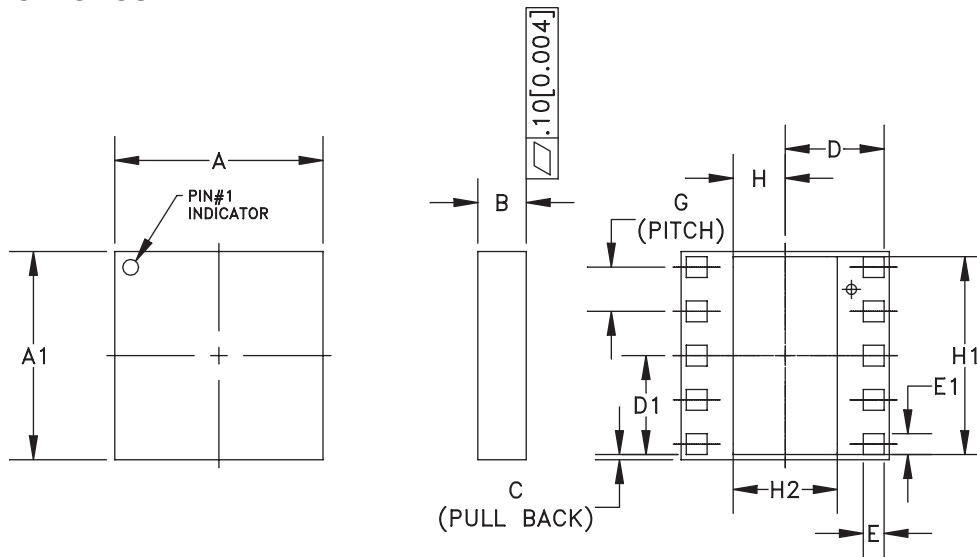 .10[0.004]
A
PIN#1
INDICATOR
A1
B
D
H
G
(PITCH)
H1
D1
E1
C
(PULL BACK)
H2
E